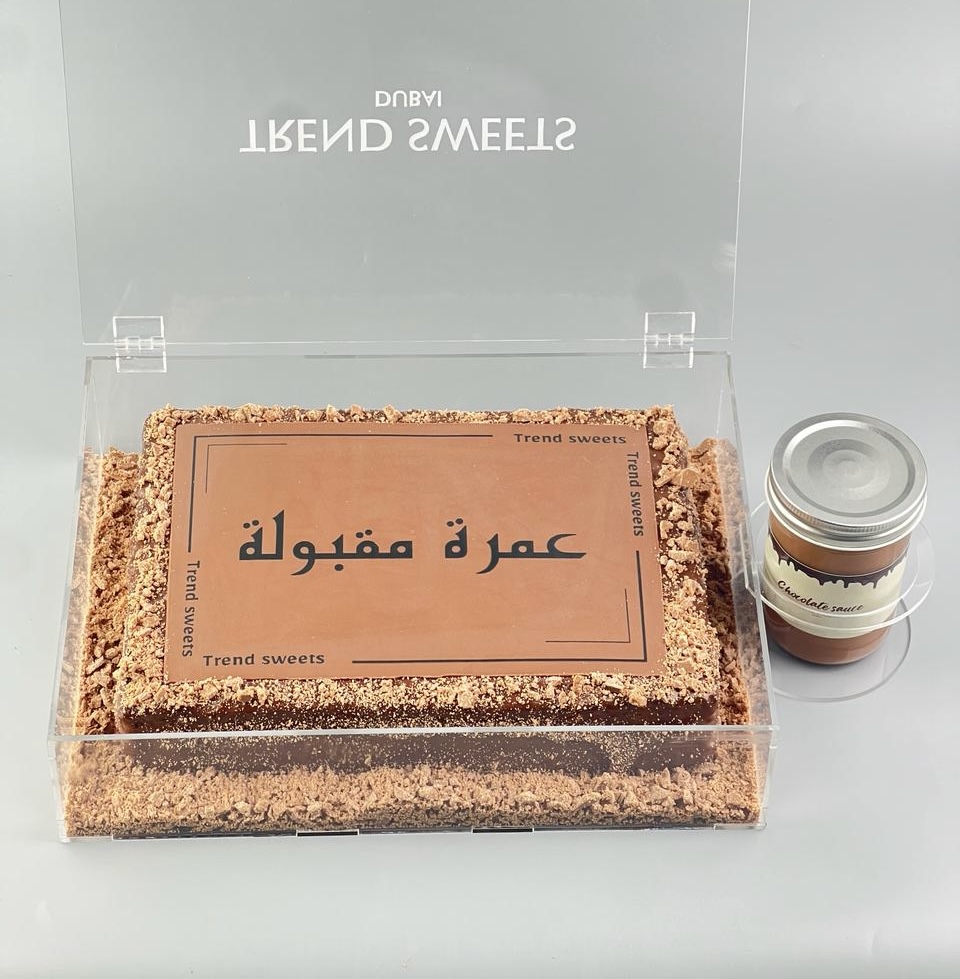 DUBAI
TREND SWEETS
Trend sweets
Trend sweets
عمرة مقبولة
Trend sweets
Trend sweets
Chocolate sauce